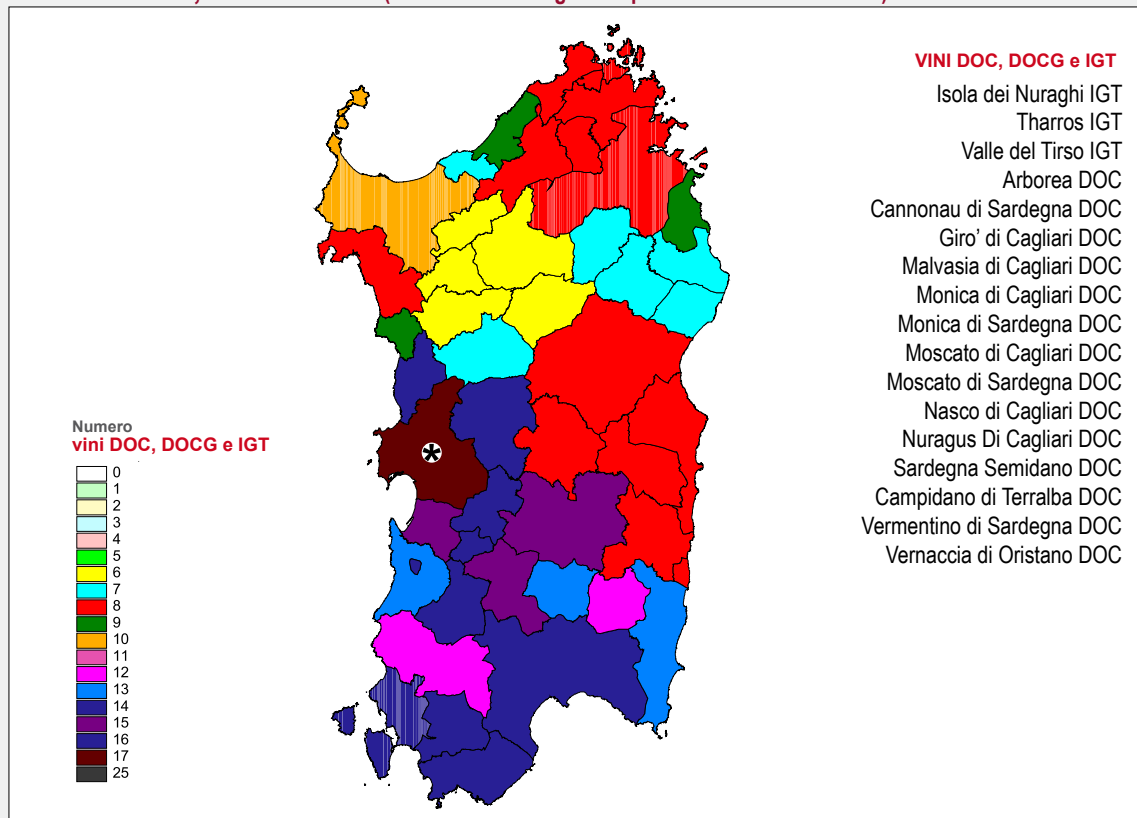 VINI DOC, DOCG e IGT
Isola dei Nuraghi IGT
Tharros IGT
Valle del Tirso IGT
Arborea DOC
Cannonau di Sardegna DOC
Giro' di Cagliari DOC
Malvasia di Cagliari DOC
Monica di Cagliari DOC
Monica di Sardegna DOC
Moscato di Cagliari DOC
Moscato di Sardegna DOC
Nasco di Cagliari DOC
Nuragus Di Cagliari DOC
Sardegna Semidano DOC
Campidano di Terralba DOC
Vermentino di Sardegna DOC
Vernaccia di Oristano DOC
Numero
vini DOC, DOCG e IGT
0
1
2
3
4
5
6
7
8
9
10
11
12
13
14
15
16
17
25
*